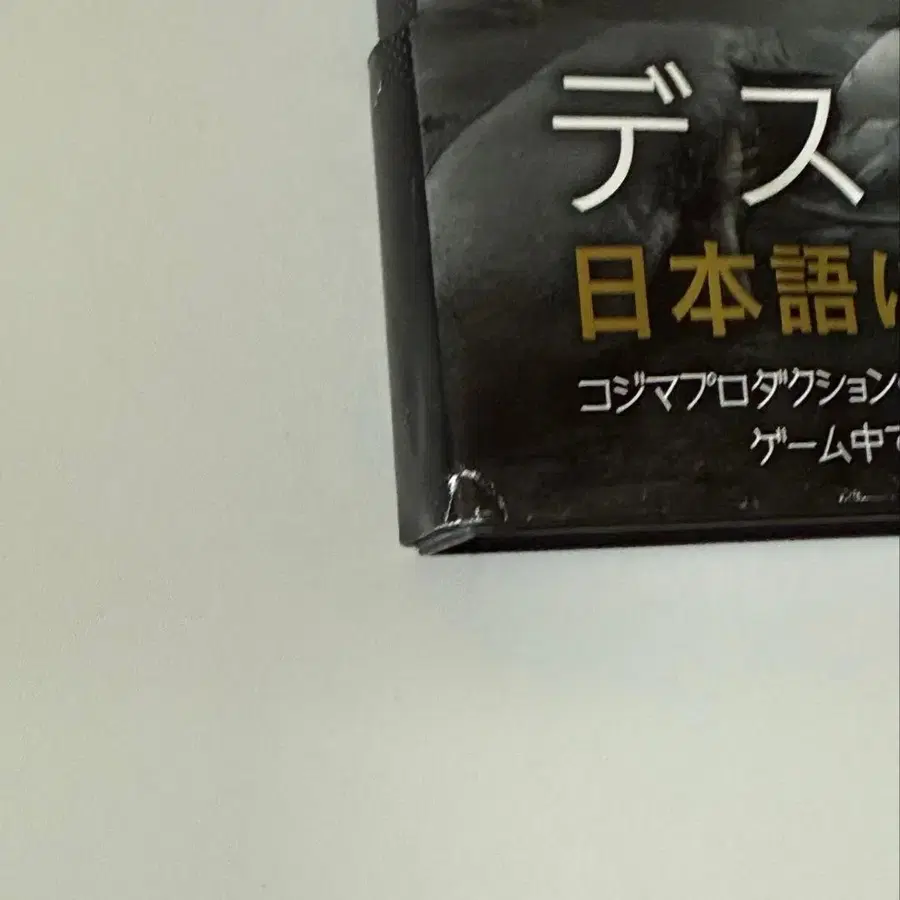 デス
日本語
コジマプロダクション
ゲーム中で